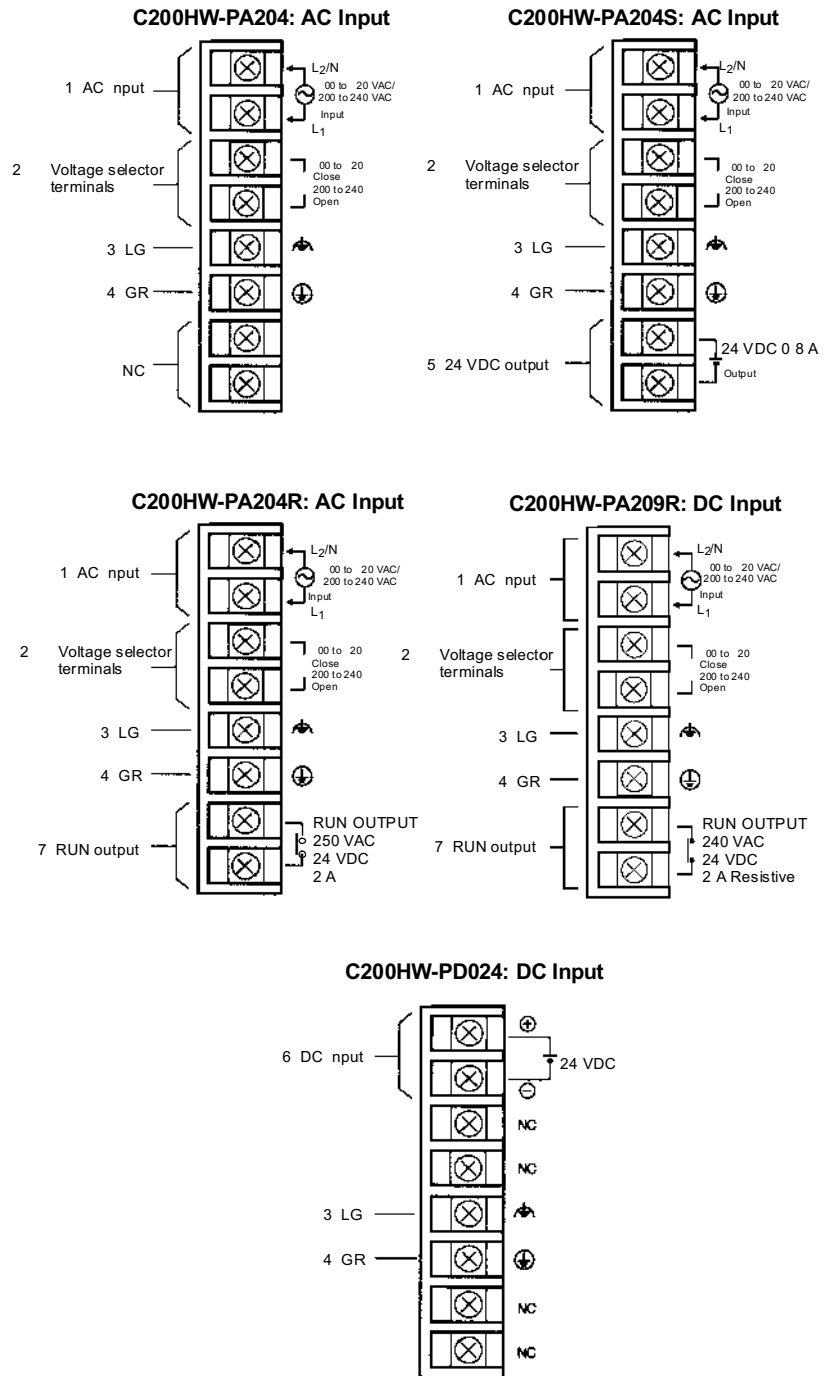 C200HW-PA204: AC Input
1 AC nput
L2/N
00 to 20 VAC/
200 to 240 VAC
Input
L1
2 Voltage selector
terminals
00 to 20
Close
200 to 240
Open
3 LG
4 GR
NC
C200HW-PA204S: AC Input
1 AC nput
L2/N
00 to 20 VAC/
200 to 240 VAC
Input
L1
2 Voltage selector
terminals
00 to 20
Close
200 to 240
Open
3 LG
4 GR
5 24 VDC output
24 VDC 0 8 A
Output
C200HW-PA204R: AC Input
1 AC nput
L2/N
00 to 20 VAC/
200 to 240 VAC
Input
L1
2 Voltage selector
terminals
00 to 20
Close
200 to 240
Open
3 LG
4 GR
7 RUN output
RUN OUTPUT
250 VAC
24 VDC
2 A
C200HW-PA209R: DC Input
1 AC nput
L2/N
00 to 20 VAC/
200 to 240 VAC
Input
L1
2 Voltage selector
terminals
00 to 20
Close
200 to 240
Open
3 LG
4 GR
7 RUN output
RUN OUTPUT
240 VAC
24 VDC
2 A Resistive
C200HW-PD024: DC Input
6 DC nput
+
24 VDC
−
NC
NC
3 LG
4 GR
NC
NC